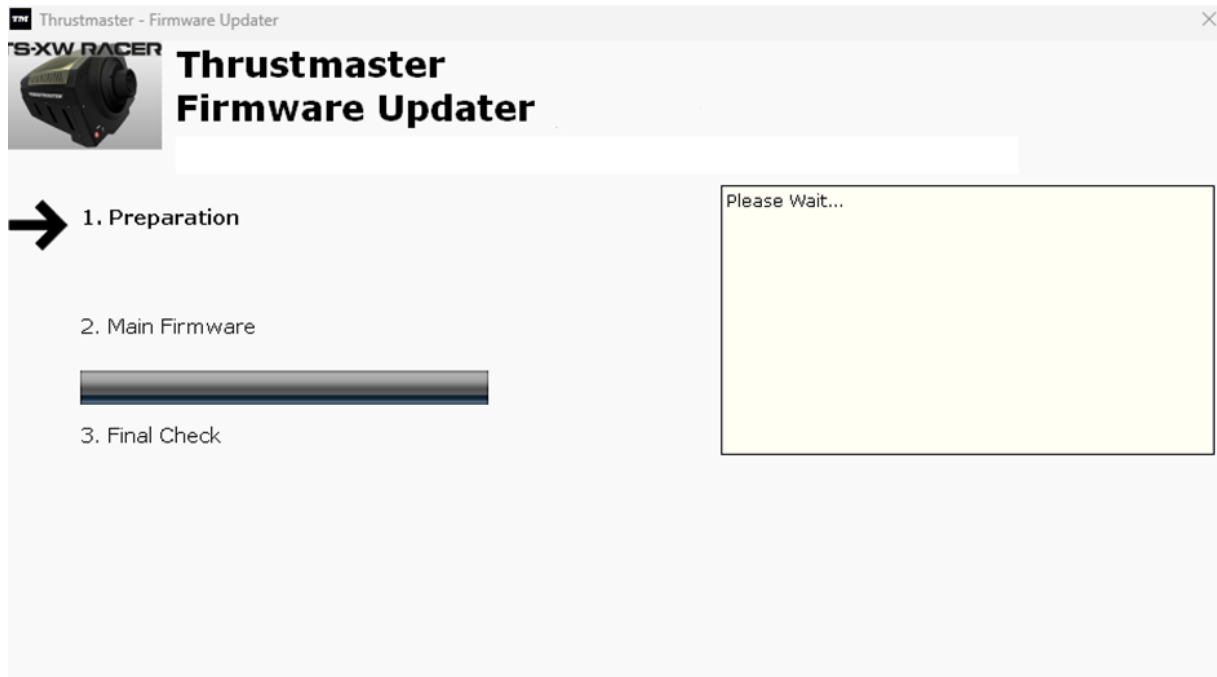 Thrustmaster - Firmware Updater
TS-XW RACER
Thrustmaster
Firmware Updater
1. Preparation
Please Wait...
2. Main Firmware
3. Final Check